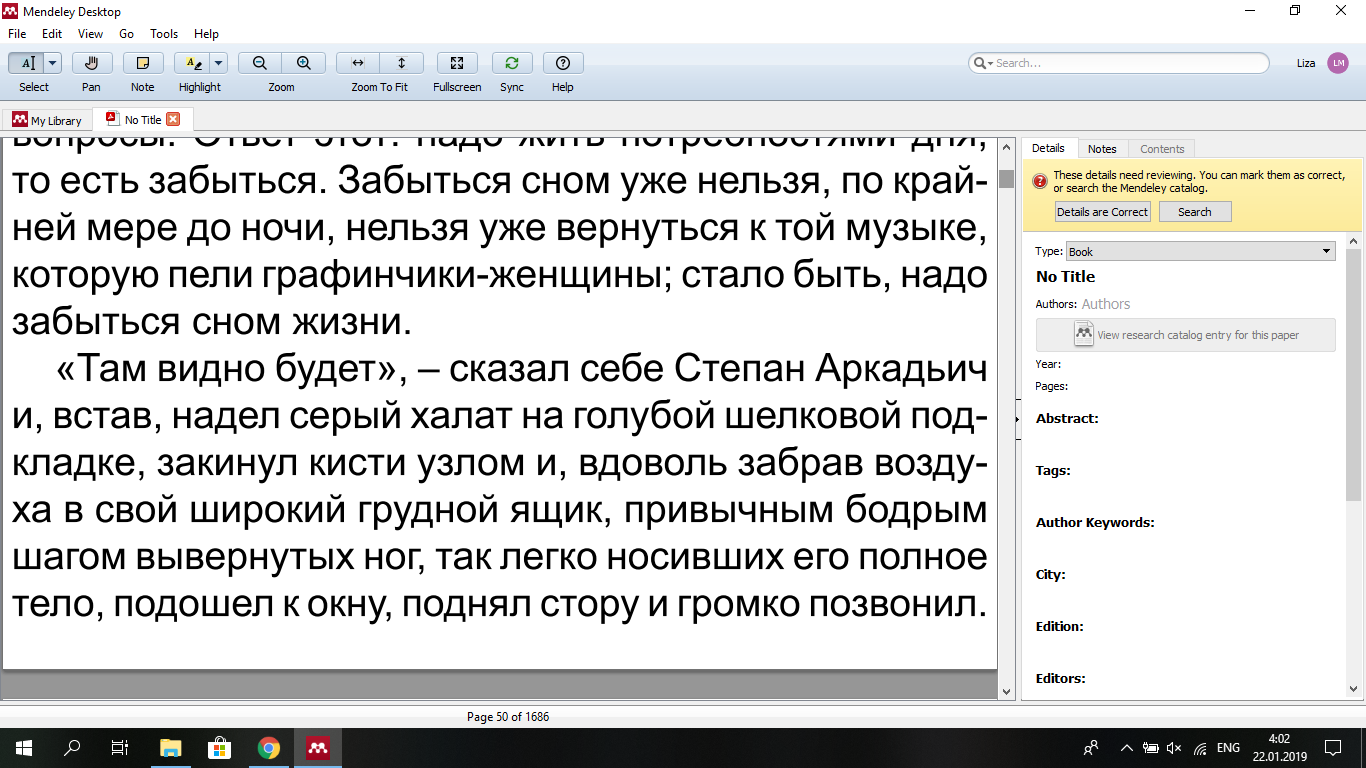 Mendeley Desktop
File Edit View Go Tools Help
Select Pan Note Highlight Zoom Zoom To Fit Fullscreen Sync Help
Search...
Liza LM
My Library No Title
вопросы. Ответ этот: надо жить потребностями дня,
то есть забыться. Забыться сном уже нельзя, по край-
ней мере до ночи, нельзя уже вернуться к той музыке,
которую пели графинчики-женщины; стало быть, надо
забыться сном жизни.
«Там видно будет», – сказал себе Степан Аркадьич
и, встав, надел серый халат на голубой шелковой под-
кладке, закинул кисти узлом и, вдоволь забрав возду-
ха в свой широкий грудной ящик, привычным бодрым
шагом вывернутых ног, так легко носивших его полное
тело, подошел к окну, поднял стору и громко позвонил.
Details Notes Contents
These details need reviewing. You can mark them as correct,
or search the Mendeley catalog.
Details are Correct Search
Type: Book
No Title
Authors: Authors
View research catalog entry for this paper
Year:
Pages:
Abstract:
Tags:
Author Keywords:
City:
Edition:
Editors:
Page 50 of 1686
ENG
4:02
22.01.2019